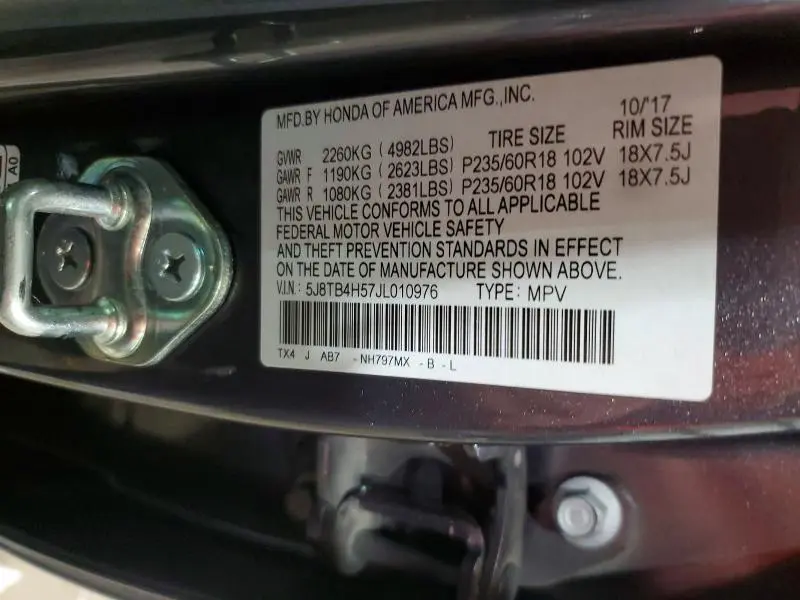 MFD.BY HONDA OF AMERICA MFG.,INC. 10/'17
TIRE SIZE RIM SIZE
GVWR 2260KG (4982LBS)
GAWR F 1190KG (2623LBS) P235/60R18 102V 18X7.5J
GAWR R 1080KG (2381LBS) P235/60R18 102V 18X7.5J
THIS VEHICLE CONFORMS TO ALL APPLICABLE
FEDERAL MOTOR VEHICLE SAFETY
AND THEFT PREVENTION STANDARDS IN EFFECT
ON THE DATE OF MANUFACTURE SHOWN ABOVE.
V.I.N.: 5J8TB4H57JL010976 TYPE: MPV
TX4 J AB7 -NH797MX -B-L
A0